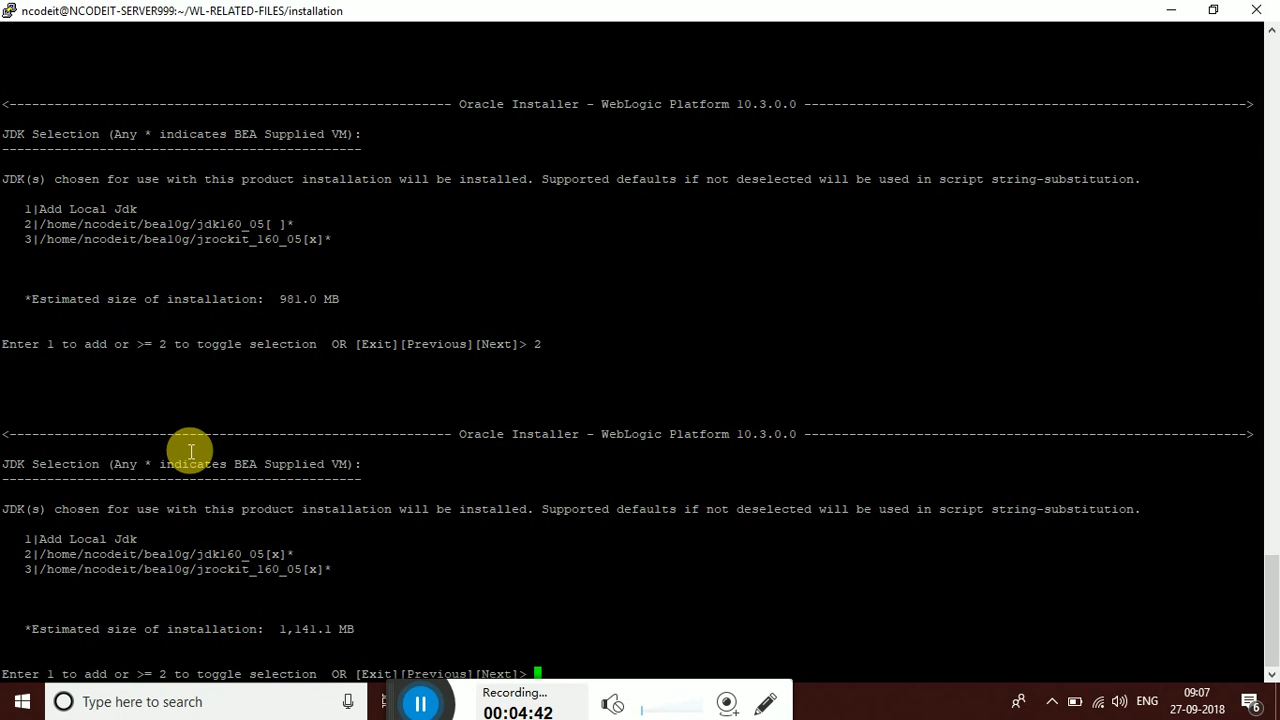 ncodeit@NCODEIT-SERVER999:~/WL-RELATED-FILES/installation
<--------------------------------------------------------- Oracle Installer - WebLogic Platform 10.3.0.0 --------------------------------------------------------->
JDK Selection (Any * indicates BEA Supplied VM):
------------------------------------------------
JDK(s) chosen for use with this product installation will be installed. Supported defaults if not deselected will be used in script string-substitution.
1|Add Local Jdk
2|/home/ncodeit/bea10g/jdk160_05[ ]*
3|/home/ncodeit/bea10g/jrockit_160_05[x]*
*Estimated size of installation:  981.0 MB
Enter 1 to add or >= 2 to toggle selection  OR [Exit][Previous][Next]> 2
<--------------------------------------------------------- Oracle Installer - WebLogic Platform 10.3.0.0 --------------------------------------------------------->
JDK Selection (Any * indicates BEA Supplied VM):
------------------------------------------------
JDK(s) chosen for use with this product installation will be installed. Supported defaults if not deselected will be used in script string-substitution.
1|Add Local Jdk
2|/home/ncodeit/bea10g/jdk160_05[x]*
3|/home/ncodeit/bea10g/jrockit_160_05[x]*
*Estimated size of installation:  1,141.1 MB
Enter 1 to add or >= 2 to toggle selection  OR [Exit][Previous][Next]>
Type here to search
Recording...
00:04:42
ENG
09:07
27-09-2018
6